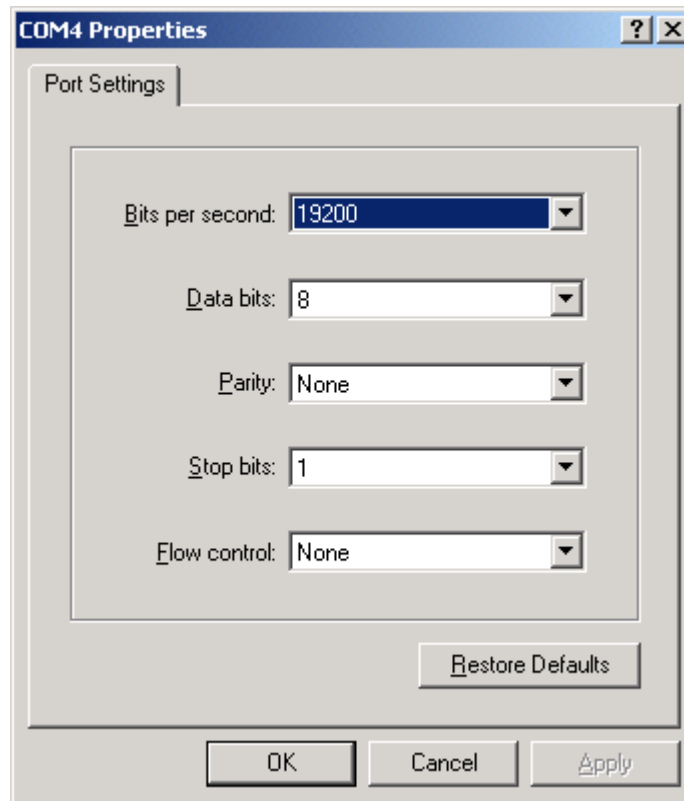 COM4 Properties
Port Settings
Bits per second: 19200
Data bits: 8
Parity: None
Stop bits: 1
Flow control: None
Restore Defaults
OK Cancel Apply